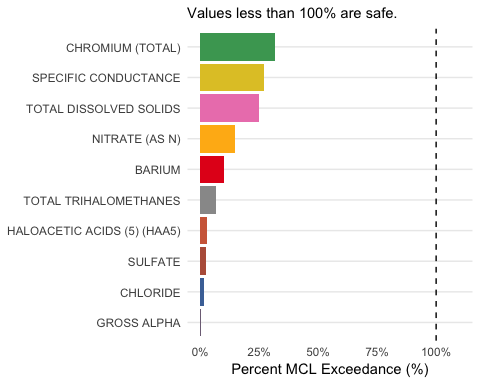 Values less than 100% are safe.
CHROMIUM (TOTAL)
SPECIFIC CONDUCTANCE
TOTAL DISSOLVED SOLIDS
NITRATE (AS N)
BARIUM
TOTAL TRIHALOMETHANES
HALOACETIC ACIDS (5) (HAA5)
SULFATE
CHLORIDE
GROSS ALPHA
0% 25% 50% 75% 100%
Percent MCL Exceedance (%)